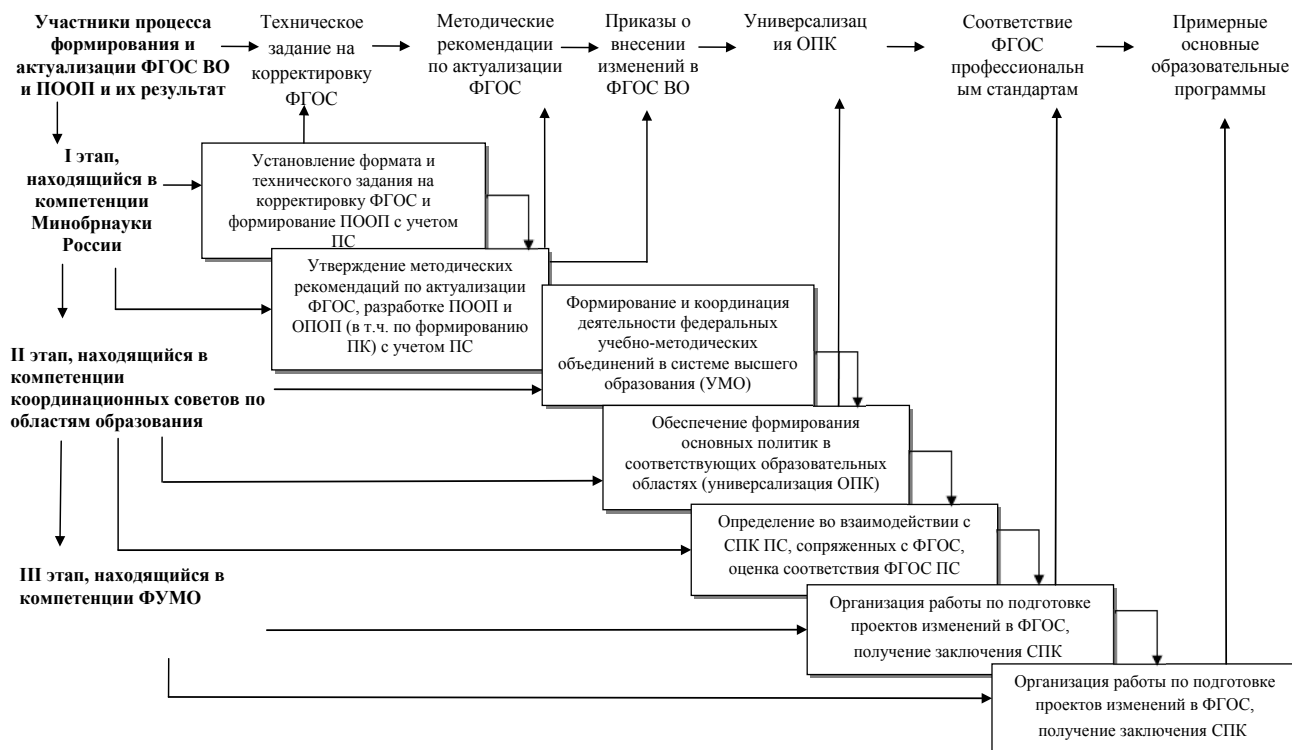 Участники процесса
формирования и
актуализации ФГОС ВО
и ПООП и их результат
Техническое
задание на
корректировку
ФГОС
Методические
рекомендации
по актуализации
ФГОС
Приказы о
внесении
изменений в
ФГОС ВО
Универсализац
ия ОПК
Соответствие
ФГОС
профессиональн
ым стандартам
Примерные
основные
образовательные
программы
I этап,
находящийся в
компетенции
Минобрнауки
России
Установление формата и
технического задания на
корректировку ФГОС и
формирование ПООП с учетом
ПС
Утверждение методических
рекомендаций по актуализации
ФГОС, разработке ПООП и
ОПОП (в т.ч. по формированию
ПК) с учетом ПС
Формирование и координация
деятельности федеральных
учебно-методических
объединений в системе высшего
образования (УМО)
II этап, находящийся в
компетенции
координационных советов по
областям образования
Обеспечение формирования
основных политик в
соответствующих образовательных
областях (универсализация ОПК)
Определение во взаимодействии с
СПК ПС, сопряженных с ФГОС,
оценка соответствия ФГОС ПС
III этап, находящийся в
компетенции ФУМО
Организация работы по подготовке
проектов изменений в ФГОС,
получение заключения СПК
Организация работы по подготовке
проектов изменений в ФГОС,
получение заключения СПК